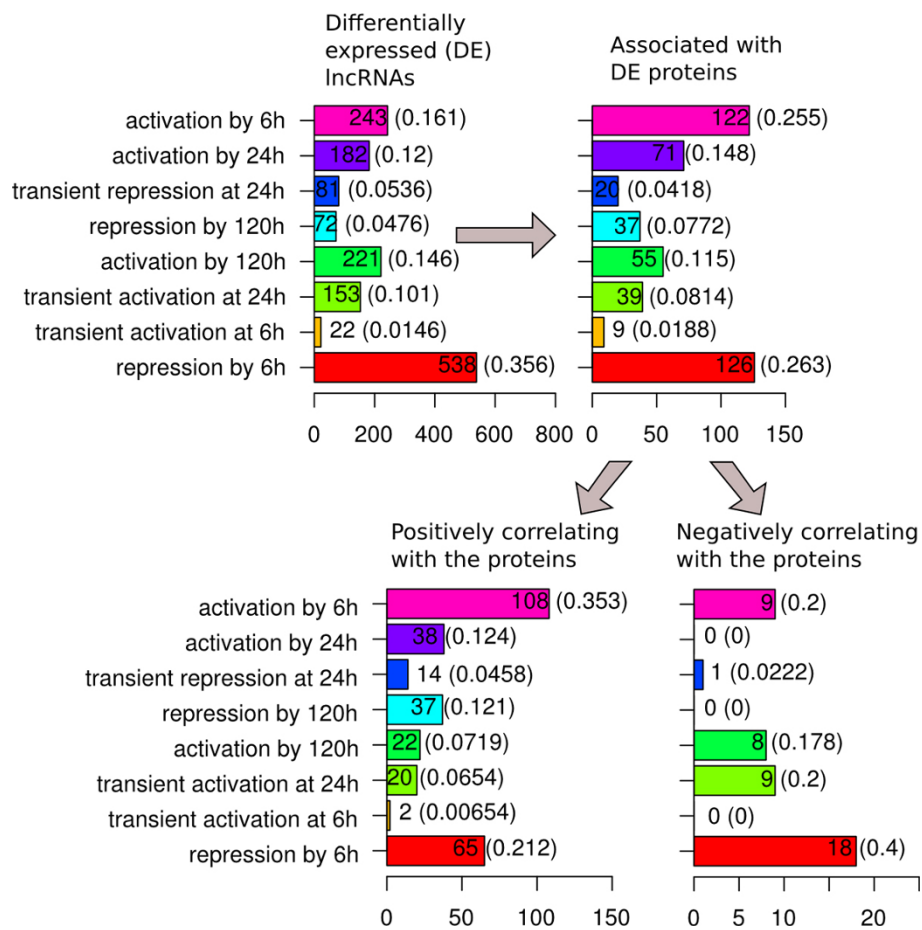 Differentially
expressed (DE)
lncRNAs
activation by 6h 243 (0.161)
activation by 24h 182 (0.12)
transient repression at 24h 81 (0.0536)
repression by 120h 72 (0.0476)
activation by 120h 221 (0.146)
transient activation at 24h 153 (0.101)
transient activation at 6h 22 (0.0146)
repression by 6h 538 (0.356)
0 200 400 600 800
Associated with
DE proteins
122 (0.255)
71 (0.148)
20 (0.0418)
37 (0.0772)
55 (0.115)
39 (0.0814)
9 (0.0188)
126 (0.263)
0 50 100 150
Positively correlating
with the proteins
activation by 6h 108 (0.353)
activation by 24h 38 (0.124)
transient repression at 24h 14 (0.0458)
repression by 120h 37 (0.121)
activation by 120h 22 (0.0719)
transient activation at 24h 20 (0.0654)
transient activation at 6h 2 (0.00654)
repression by 6h 65 (0.212)
0 50 100 150
Negatively correlating
with the proteins
9 (0.2)
0 (0)
1 (0.0222)
0 (0)
8 (0.178)
9 (0.2)
0 (0)
18 (0.4)
0 5 10 20